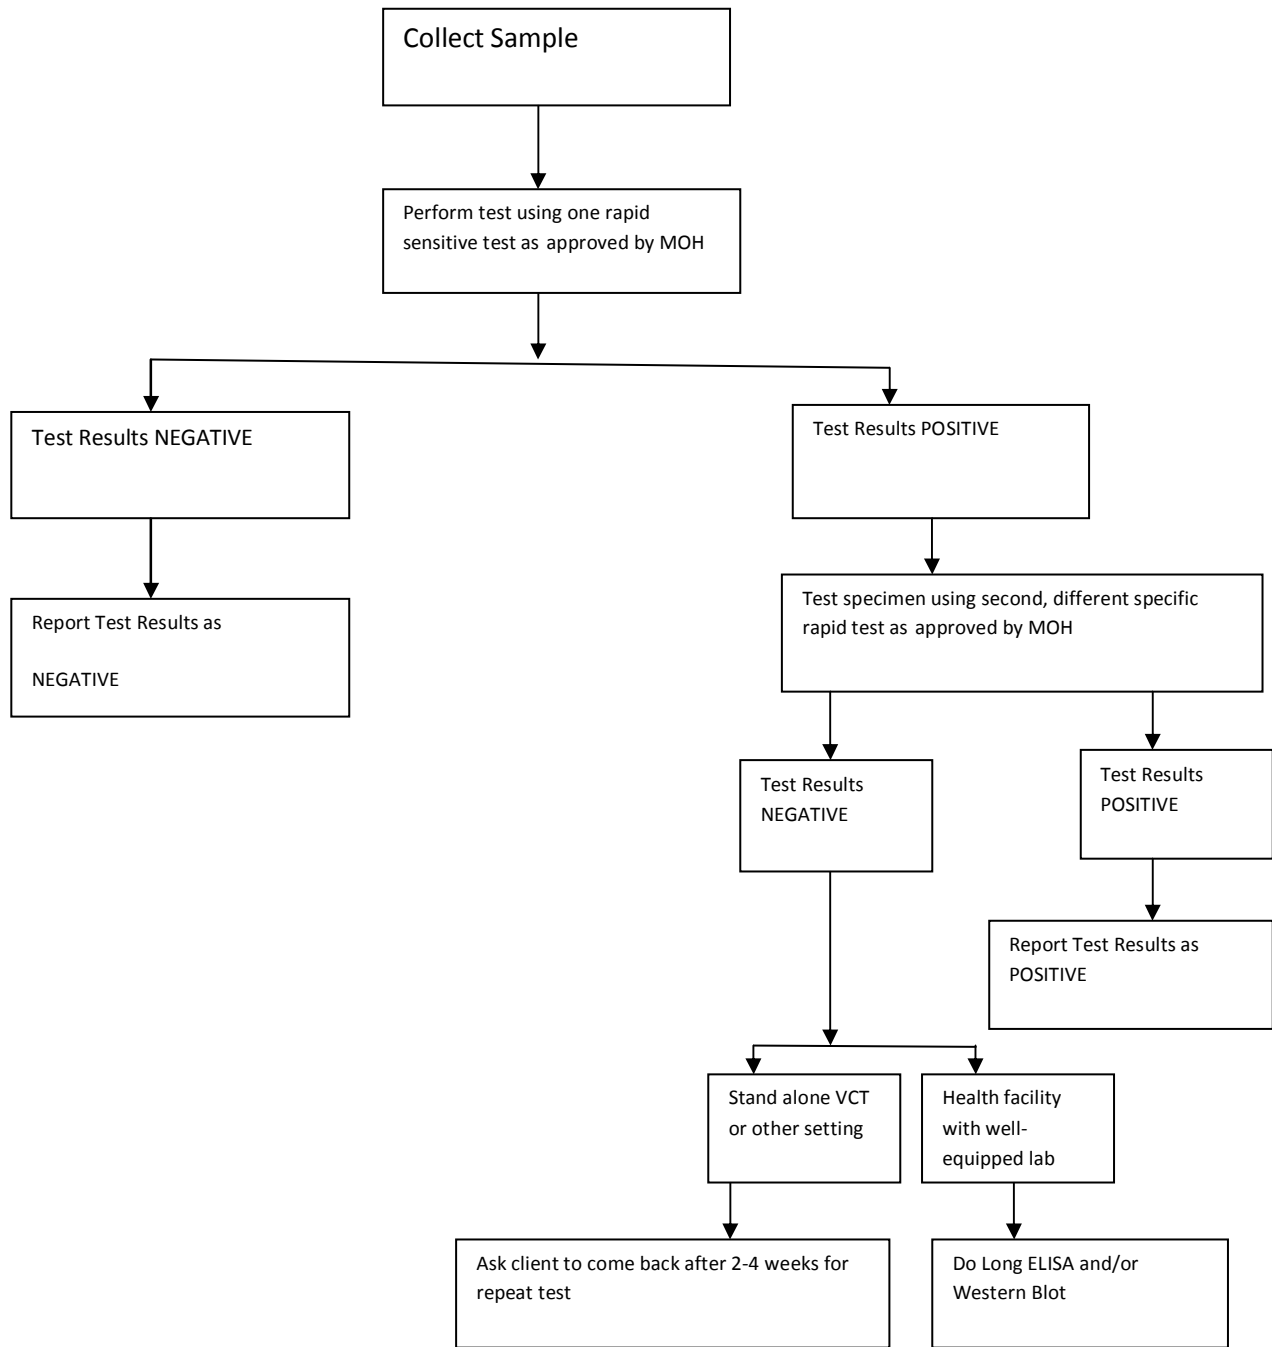 Collect Sample
Perform test using one rapid
sensitive test as approved by MOH
Test Results NEGATIVE
Test Results POSITIVE
Report Test Results as
NEGATIVE
Test specimen using second, different specific
rapid test as approved by MOH
Test Results
NEGATIVE
Test Results
POSITIVE
Report Test Results as
POSITIVE
Stand alone VCT
or other setting
Health facility
with well-
equipped lab
Ask client to come back after 2-4 weeks for
repeat test
Do Long ELISA and/or
Western Blot